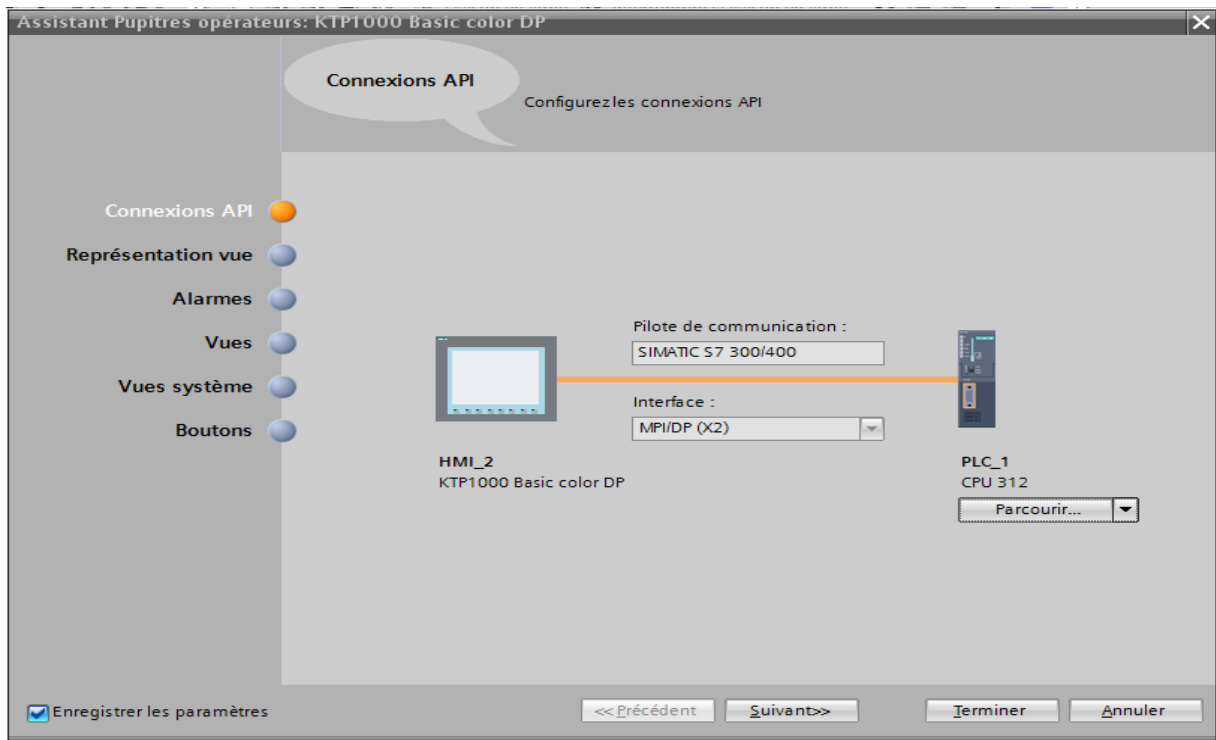 Assistant Pupitres opérateurs: KTP1000 Basic color DP
Connexions API
Configurez les connexions API
Connexions API
Représentation vue
Alarmes
Vues
Vues système
Boutons
Pilote de communication :
SIMATIC S7 300/400
Interface :
MPI/DP (X2)
HMI_2
KTP1000 Basic color DP
PLC_1
CPU 312
Parcourir...
Enregistrer les paramètres
<<Précédent
Suivant>>
Terminer
Annuler